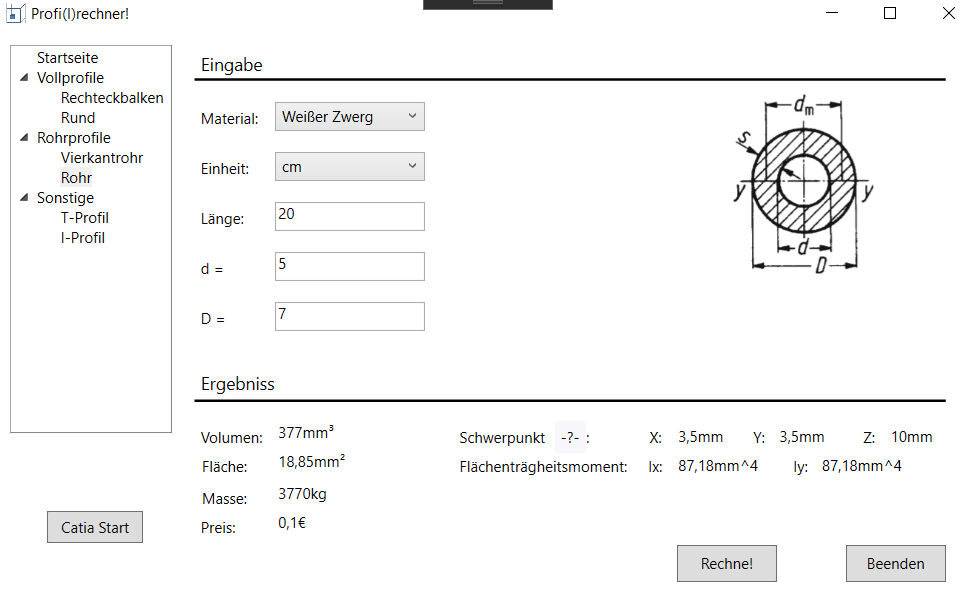 Profi(l)rechner!
Startseite
Vollprofile
Rechteckbalken
Rund
Rohrprofile
Vierkantrohr
Rohr
Sonstige
T-Profil
I-Profil
Catia Start
Eingabe
Material: Weißer Zwerg
Einheit: cm
Länge: 20
d = 5
D = 7
dm
s
y y
d
D
Ergebniss
Volumen: 377mm³
Fläche: 18,85mm²
Masse: 3770kg
Preis: 0,1€
Schwerpunkt -?- : X: 3,5mm Y: 3,5mm Z: 10mm
Flächenträgheitsmoment: Ix: 87,18mm^4 Iy: 87,18mm^4
Rechne! Beenden